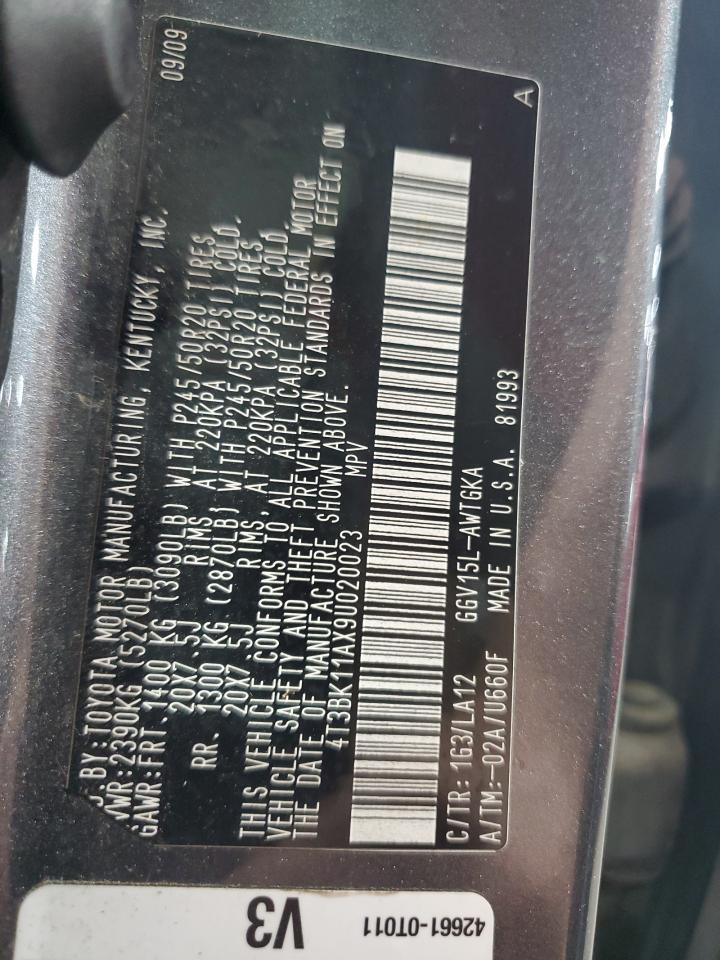 09/09
BY:TOYOTA MOTOR MANUFACTURING, KENTUCKY, INC.
GVWR:2390KG (5270LB)
GAWR:FRT.1400 KG (3090LB) WITH P245/50R20 TIRES
20X7.5J RIMS, AT 220KPA (32PSI) COLD.
RR. 1300 KG (2870LB) WITH P245/50R20 TIRES
20X7.5J RIMS, AT 220KPA (32PSI) COLD.
THIS VEHICLE CONFORMS TO ALL APPLICABLE FEDERAL MOTOR
VEHICLE SAFETY AND THEFT PREVENTION STANDARDS IN EFFECT ON
THE DATE OF MANUFACTURE SHOWN ABOVE.
4T3BK11AX9U020023 MPV
C/TR:1G3/LA12 GGV15L-AWTGKA
A/TM:-02A/U660F MADE IN U.S.A. 81993
A
V3
42661-0T011